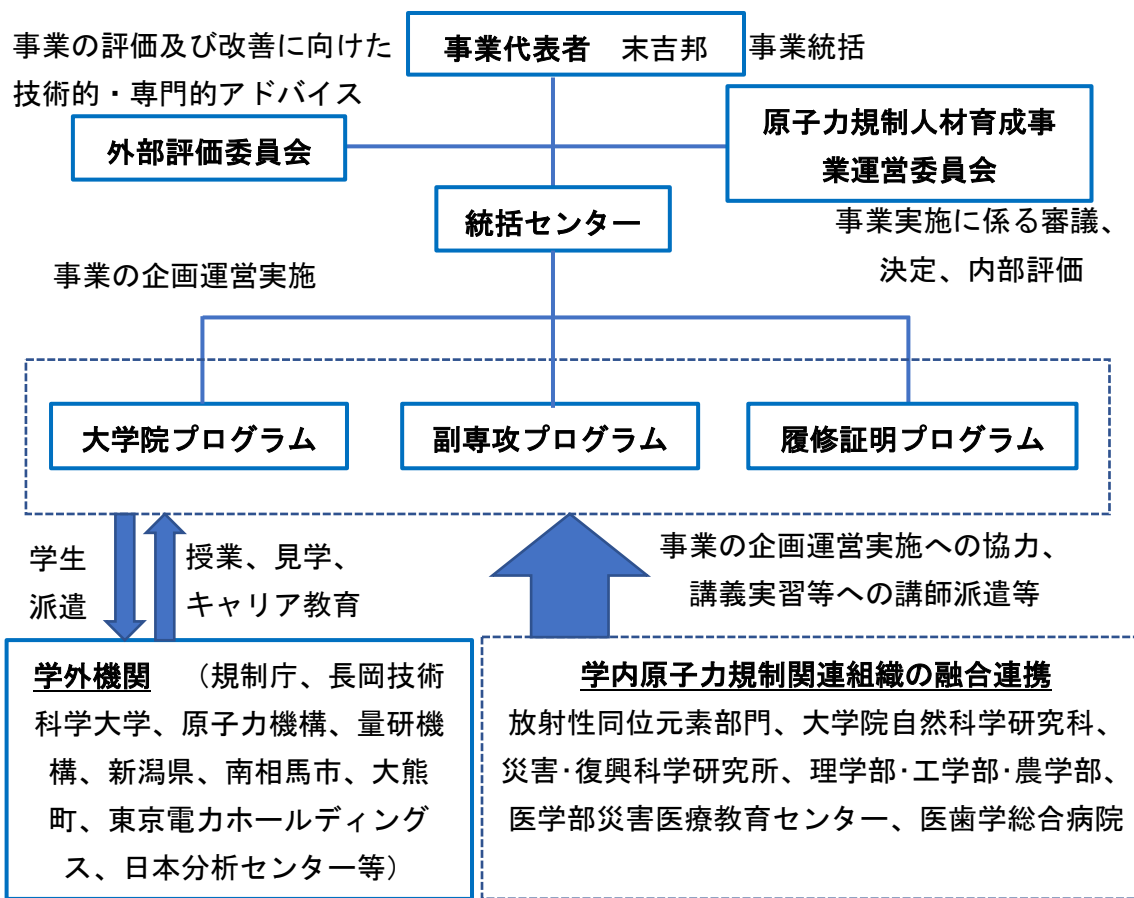 事業の評価及び改善に向けた
技術的・専門的アドバイス
事業代表者 末吉邦
事業統括
外部評価委員会
原子力規制人材育成事
業運営委員会
統括センター
事業実施に係る審議、
決定、内部評価
事業の企画運営実施
大学院プログラム
副専攻プログラム
履修証明プログラム
学生
派遣
授業、見学、
キャリア教育
事業の企画運営実施への協力、
講義実習等への講師派遣等
学外機関 （規制庁、長岡技術
科学大学、原子力機構、量研機
構、新潟県、南相馬市、大熊
町、東京電力ホールディング
ス、日本分析センター等）
学内原子力規制関連組織の融合連携
放射性同位元素部門、大学院自然科学研究科、
災害･復興科学研究所、理学部･工学部･農学部、
医学部災害医療教育センター、医歯学総合病院